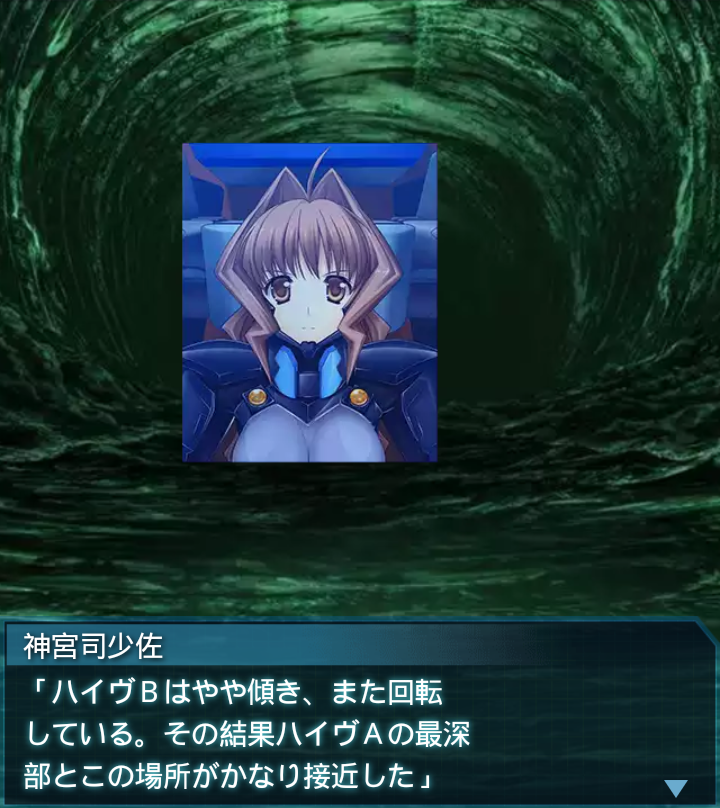 神宮司少佐
「ハイヴＢはやや傾き、また回転
している。その結果ハイヴＡの最深
部とこの場所がかなり接近した」